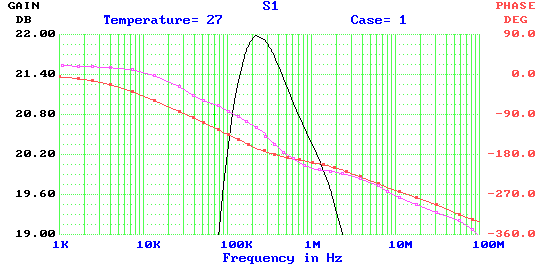 GAIN S1 PHASE
DB Temperature= 27 Case= 1 DEG
22.00 90.0
21.40 0.0
20.80 -90.0
20.20 -180.0
19.60 -270.0
19.00 -360.0
1K 10K 100K 1M 10M 100M
Frequency in Hz